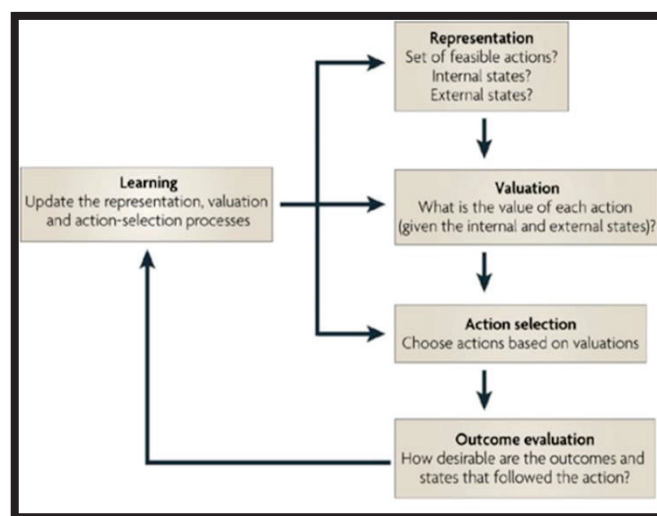 Representation
Set of feasible actions?
Internal states?
External states?
Learning
Update the representation, valuation
and action-selection processes
Valuation
What is the value of each action
(given the internal and external states)?
Action selection
Choose actions based on valuations
Outcome evaluation
How desirable are the outcomes and
states that followed the action?